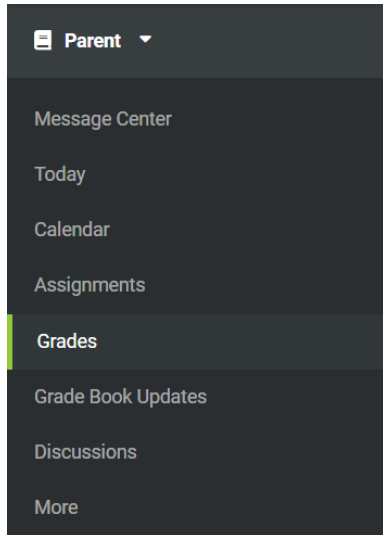 Parent
Message Center
Today
Calendar
Assignments
Grades
Grade Book Updates
Discussions
More